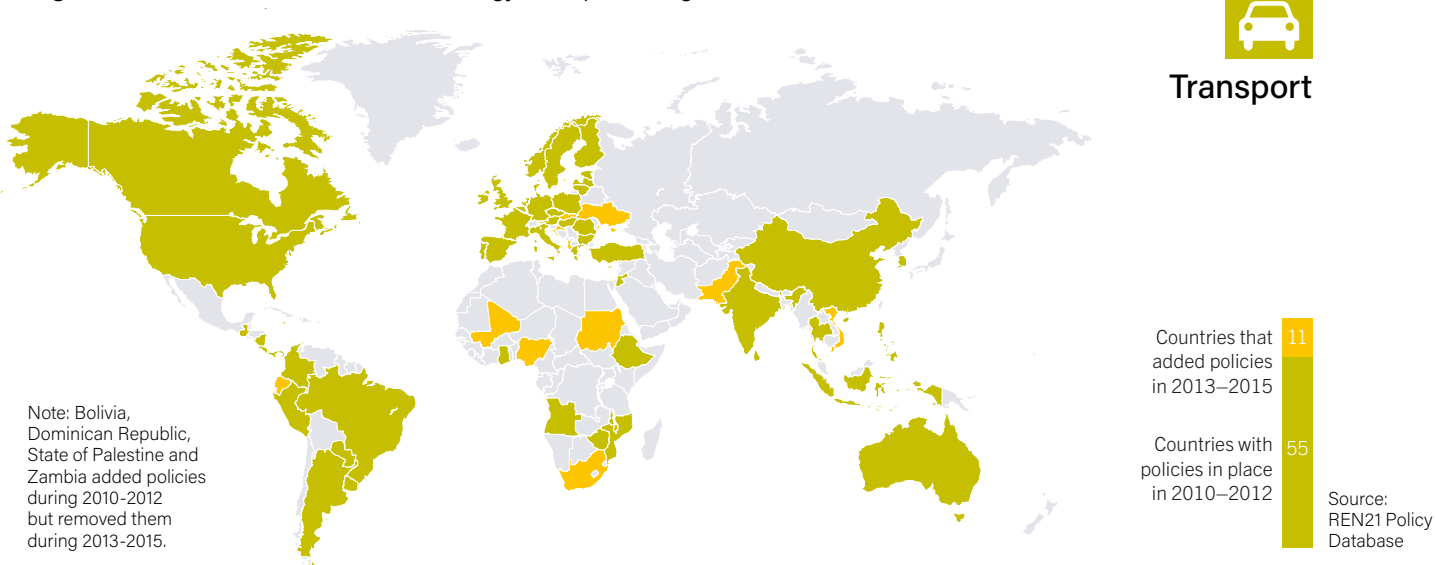 Transport
Countries that
added policies
in 2013–2015
11
Countries with
policies in place
in 2010–2012
55
Note: Bolivia,
Dominican Republic,
State of Palestine and
Zambia added policies
during 2010-2012
but removed them
during 2013-2015.
Source:
REN21 Policy
Database